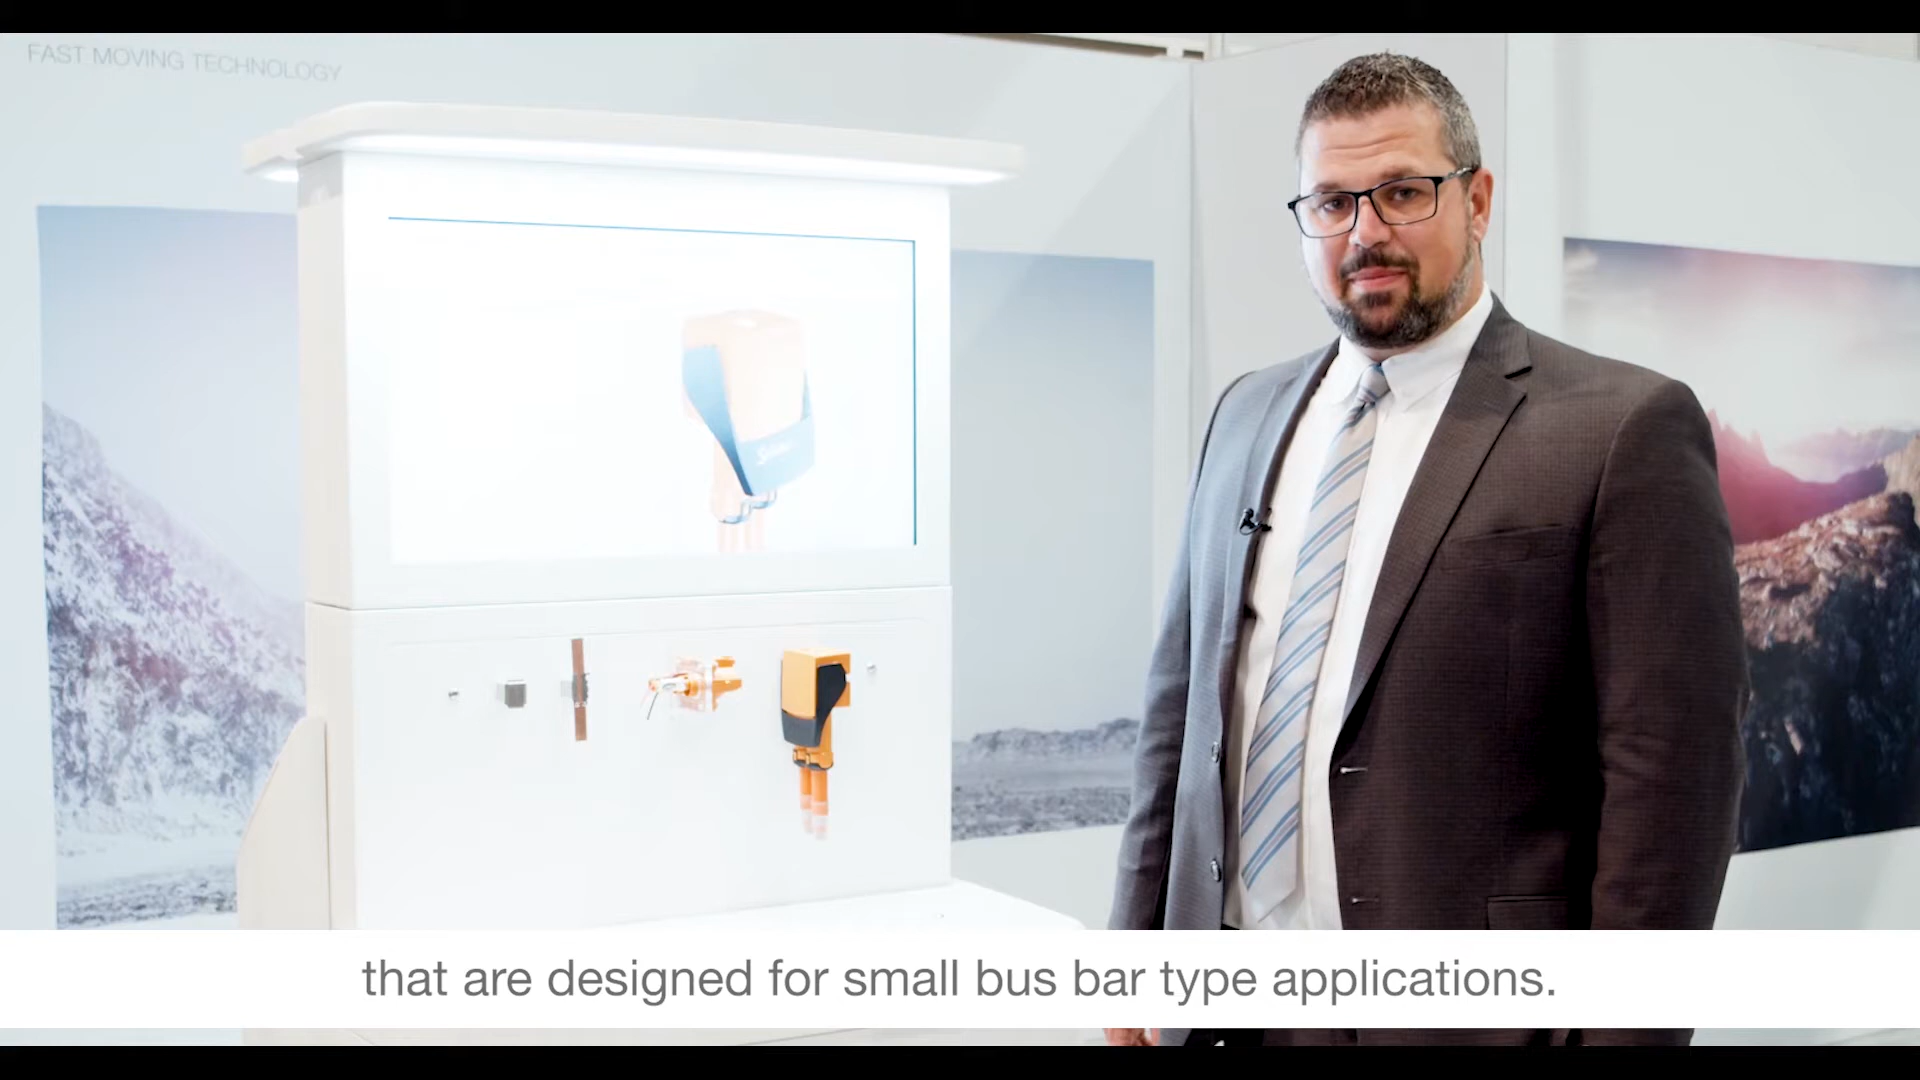 FAST MOVING TECHNOLOGY
that are designed for small bus bar type applications.